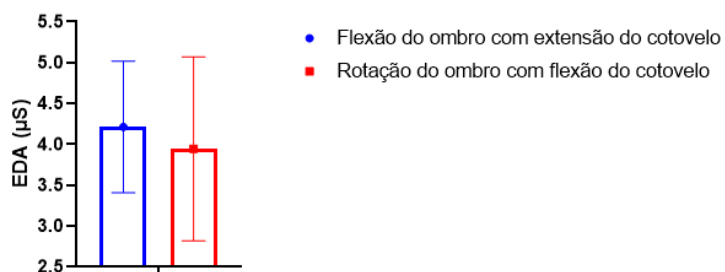 5.5
5.0
4.5
4.0
3.5
3.0
2.5
EDA (µS)
Flexão do ombro com extensão do cotovelo
Rotação do ombro com flexão do cotovelo